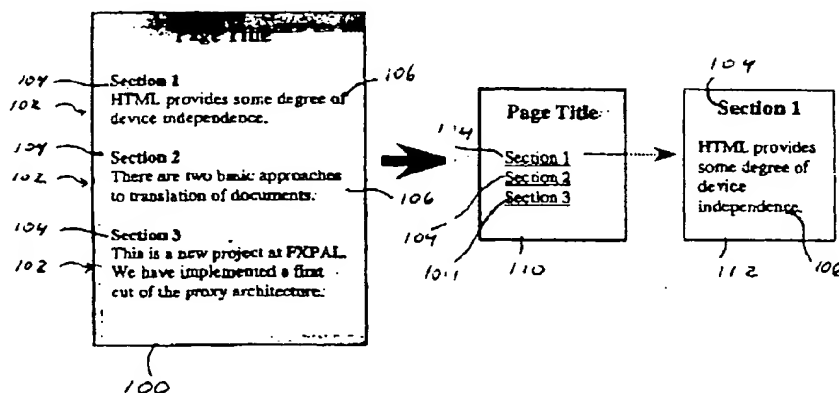 Page Title
104
Section 1
106
102
HTML provides some degree of
device independence.
104
Section 2
102
There are two basic approaches
to translation of documents.
106
104
Section 3
102
This is a new project at FXPAL.
We have implemented a first
cut of the proxy architecture.
100
Page Title
114
Section 1
Section 2
Section 3
104
104
110
104
Section 1
HTML provides
some degree of
device
independence.
112
106